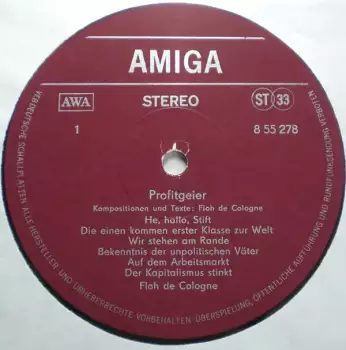 AMIGA
AWA
STEREO
ST 33
1
8 55 278
Profitgeier
Kompositionen und Texte: Floh de Cologne
He, hallo, Stift
Die einen kommen erster Klasse zur Welt
Wir stehen am Rande
Bekenntnis der unpolitischen Väter
Auf dem Arbeitsmarkt
Der Kapitalismus stinkt
Floh de Cologne
VEB DEUTSCHE SCHALLPLATTEN ALLE HERSTELLER- UND URHEBERRECHTE VORBEHALTEN · ÜBERSPIELUNG, ÖFFENTLICHE AUFFÜHRUNG UND RUNDFUNKSENDUNG VERBOTEN